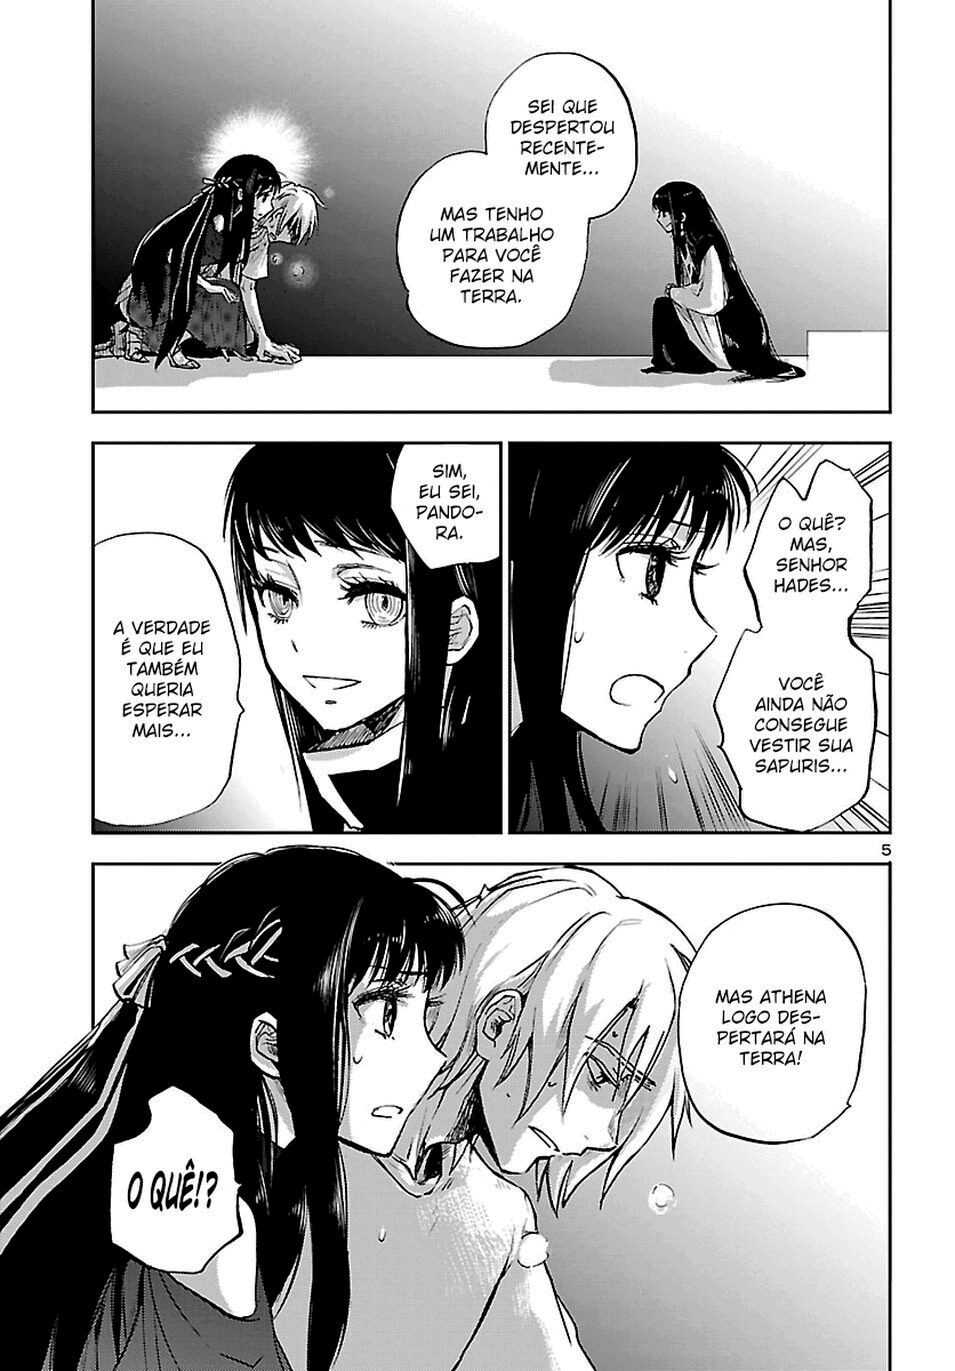 SEI QUE
DESPERTOU
RECENTE-
MENTE...
MAS TENHO
UM TRABALHO
PARA VOCÊ
FAZER NA
TERRA.
O QUÊ?
MAS,
SENHOR
HADES...
VOCÊ
AINDA NÃO
CONSEGUE
VESTIR SUA
SAPURIS...
SIM,
EU SEI,
PANDO-
RA.
A VERDADE
É QUE EU
TAMBÉM
QUERIA
ESPERAR
MAIS...
5
MAS ATHENA
LOGO DES-
PERTARÁ NA
TERRA!
O QUÊ!?